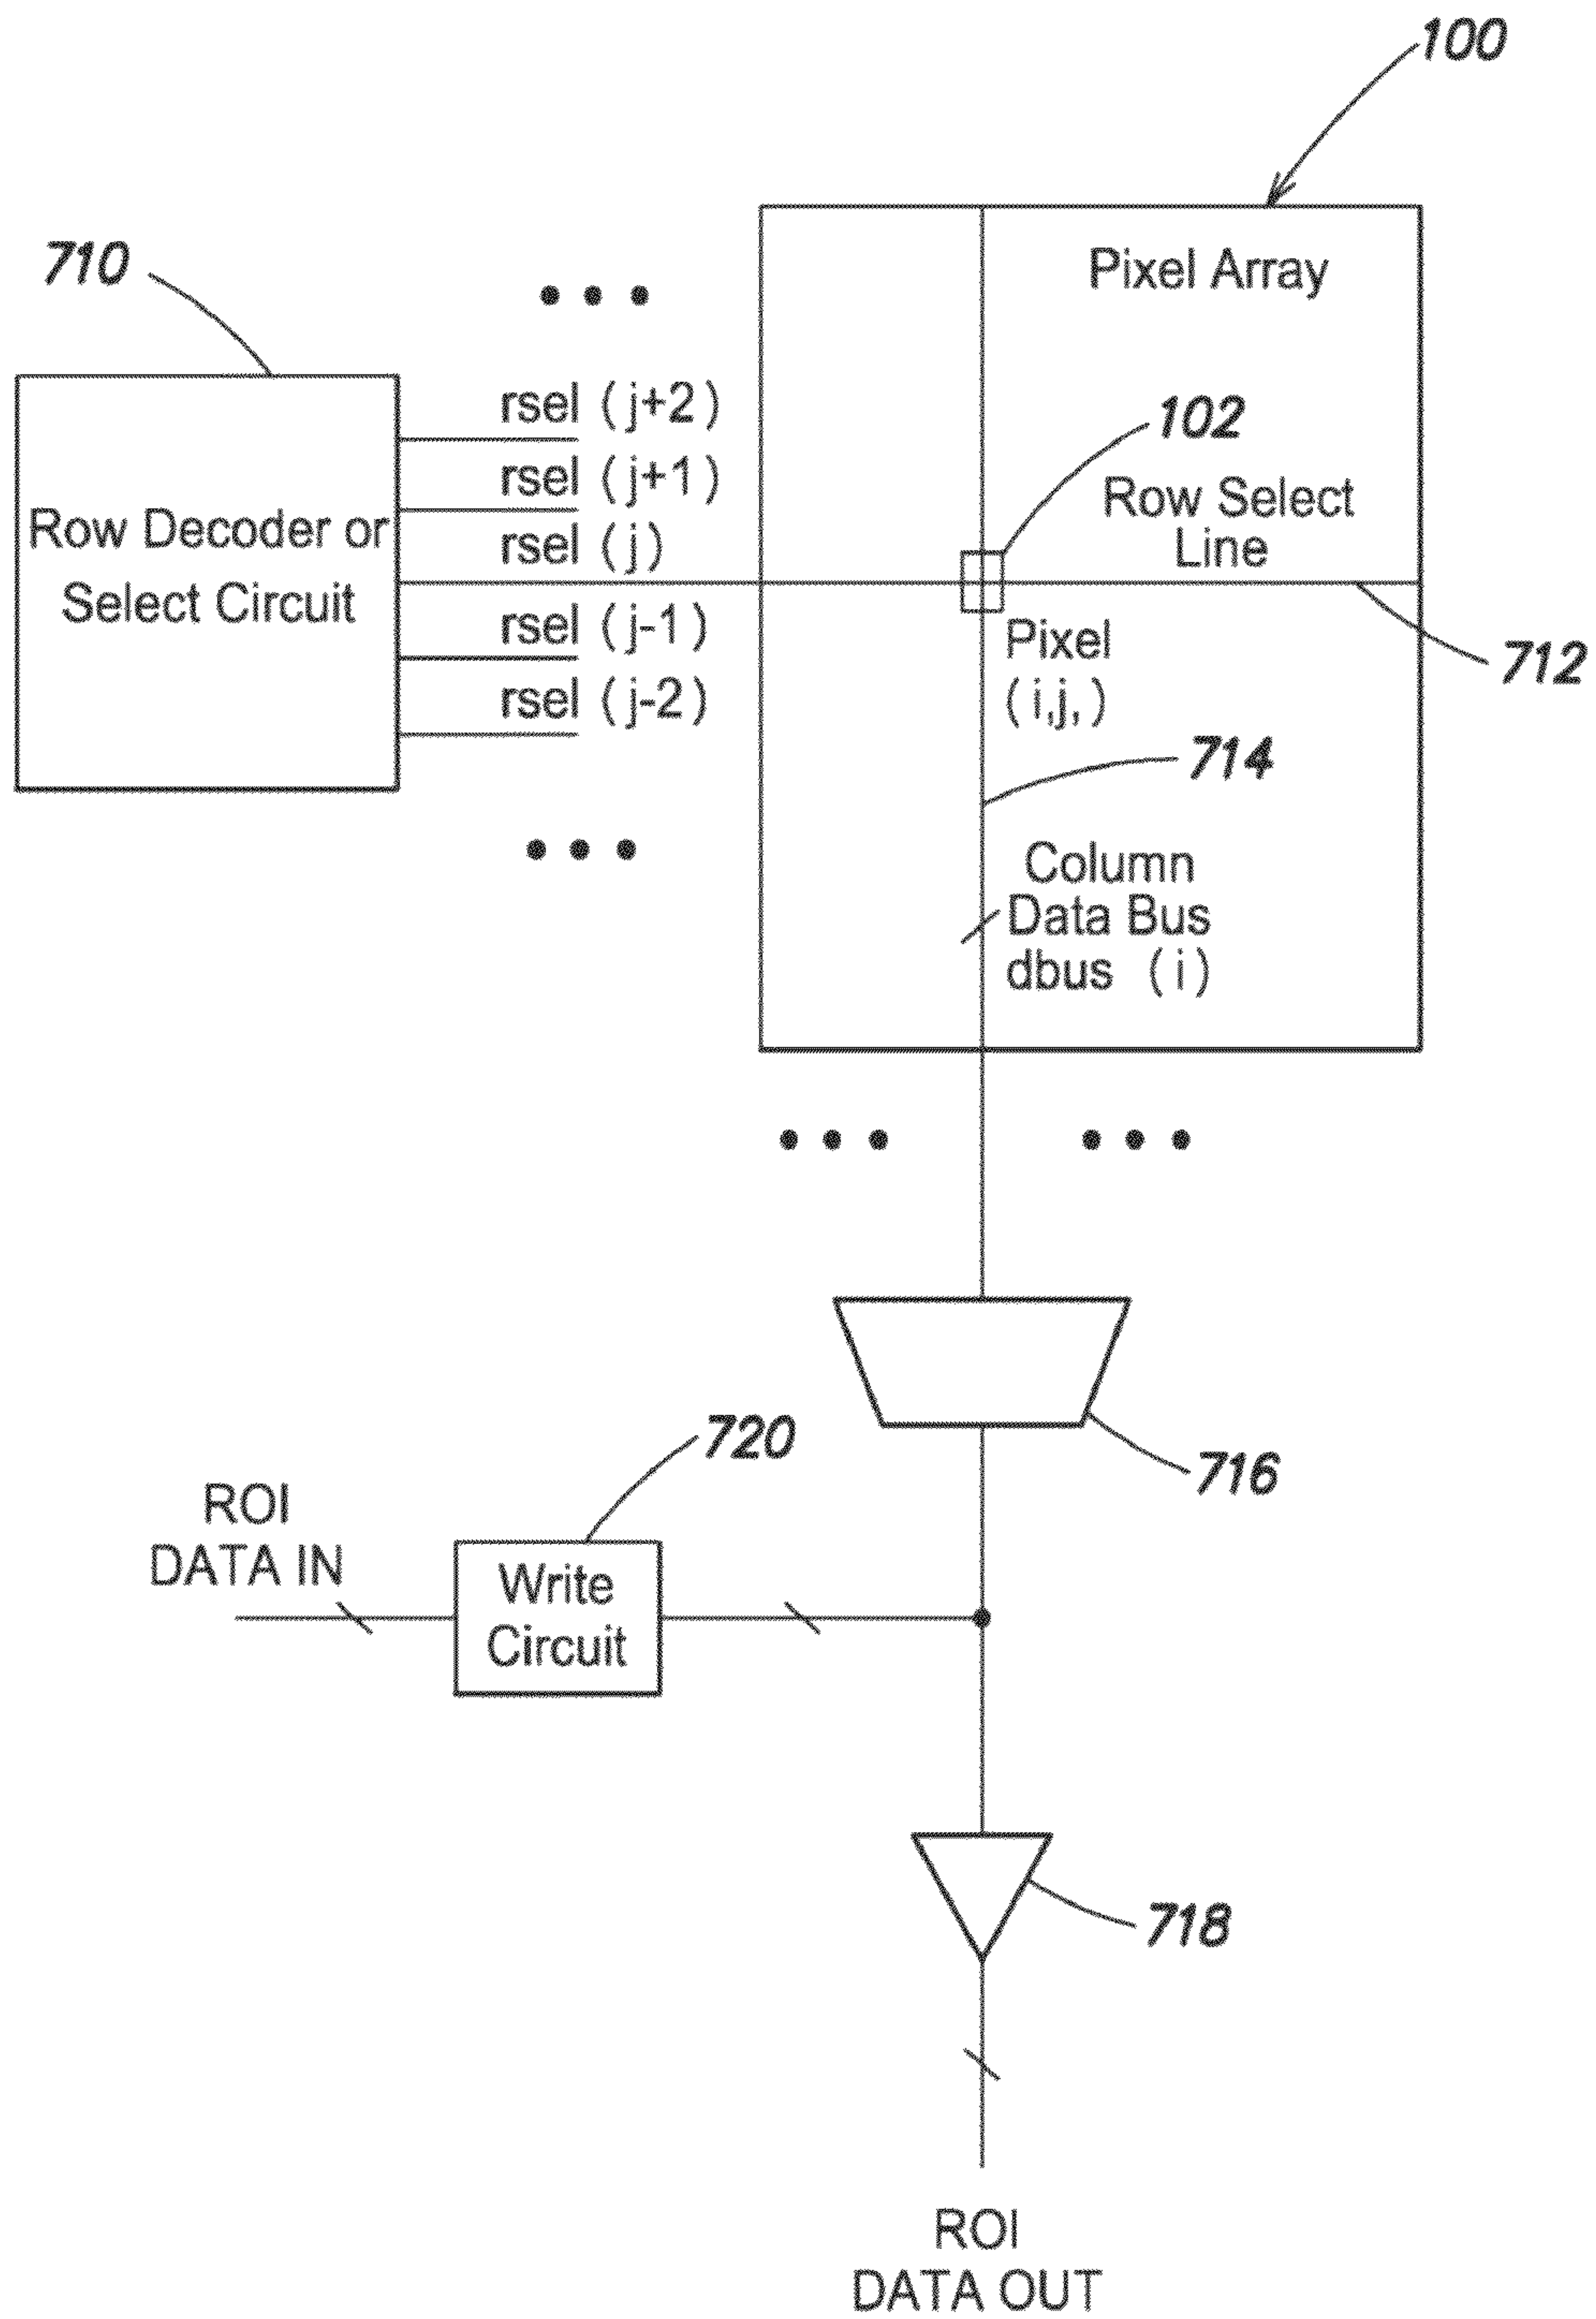 100
Pixel Array
710
rsel (j+2)
102
rsel (j+1)
Row Select
Line
Row Decoder or
Select Circuit
rsel (j)
rsel (j-1)
Pixel
(i,j,)
712
rsel (j-2)
714
Column
Data Bus
dbus (i)
716
720
ROI
DATA IN
Write
Circuit
718
ROI
DATA OUT